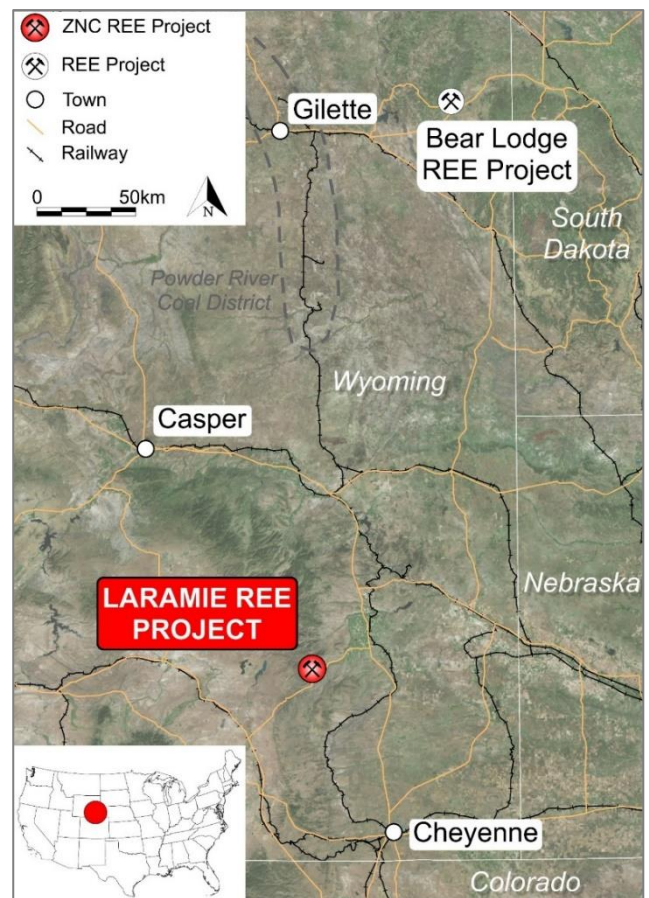 ZNC REE Project
REE Project
Town
Road
Railway
0 50km
N
Gilette
Bear Lodge
REE Project
South
Dakota
Powder River
Coal District
Wyoming
Casper
Nebraska
LARAMIE REE
PROJECT
Cheyenne
Colorado